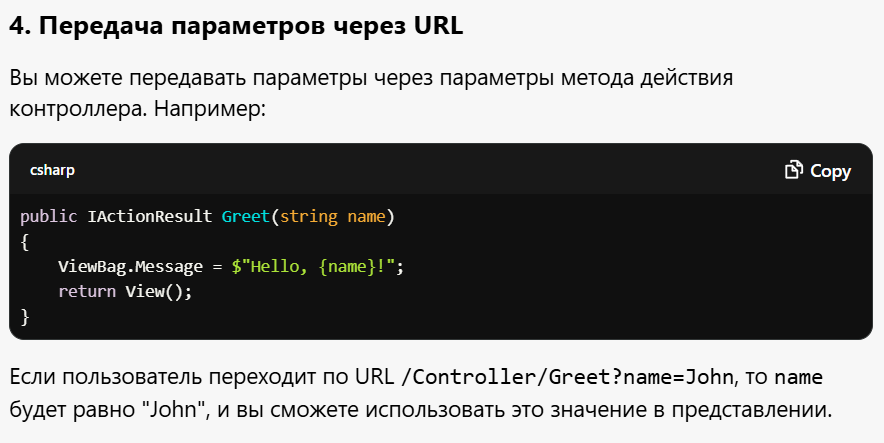 4. Передача параметров через URL
Вы можете передавать параметры через параметры метода действия
контроллера. Например:
csharp
Copy
public IActionResult Greet(string name)
{
    ViewBag.Message = $"Hello, {name}!";
    return View();
}
Если пользователь переходит по URL /Controller/Greet?name=John, то name
будет равно "John", и вы сможете использовать это значение в представлении.